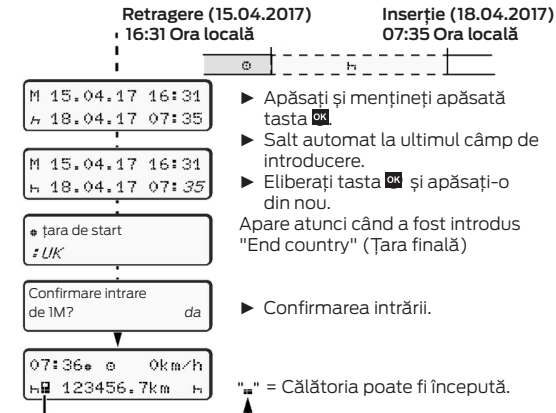 Retragere (15.04.2017)
16:31 Ora locală
Inserție (18.04.2017)
07:35 Ora locală
M 15.04.17 16:31
18.04.17 07:35
► Apăsați și mențineți apăsată
tasta OK.
► Salt automat la ultimul câmp de
introducere.
M 15.04.17 16:31
18.04.17 07:35
► Eliberați tasta OK și apăsați-o
din nou.
țara de start
:UK
Apare atunci când a fost introdus
"End country" (Țara finală)
Confirmare intrare
de 1M? da
► Confirmarea intrării.
07:36 0km/h
123456.7km
" " = Călătoria poate fi începută.